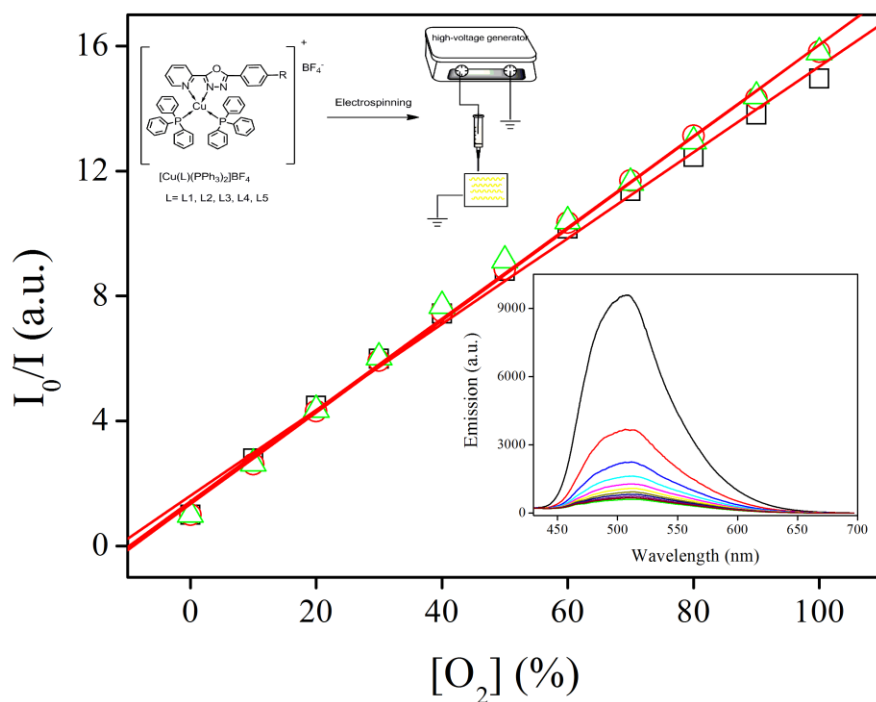 16
12
8
4
0
I0/I (a.u.)
0 20 40 60 80 100
[O2] (%)
+
BF4-
O
N
N-N
R
Cu
P
P
[Cu(L)(PPh3)2]BF4
L= L1, L2, L3, L4, L5
Electrospinning
high-voltage generator
9000
6000
3000
0
Emission (a.u.)
450 500 550 600 650 700
Wavelength (nm)